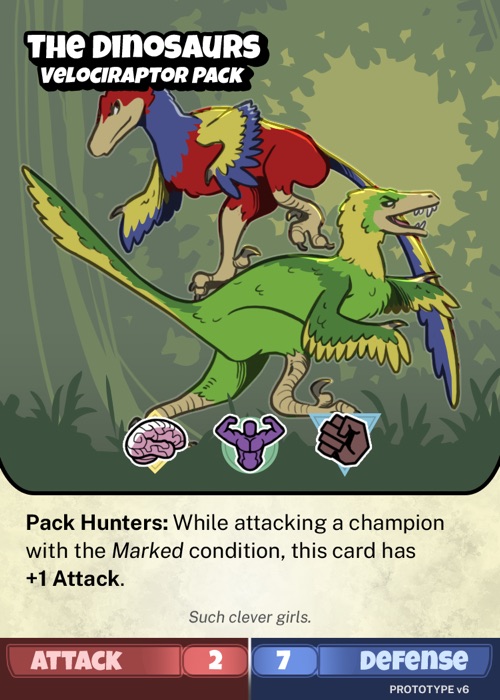 THE DINOSAURS
VELOCIRAPTOR PACK
Pack Hunters: While attacking a champion
with the Marked condition, this card has
+1 Attack.
Such clever girls.
ATTACK 2 7 DEFENSE
PROTOTYPE v6